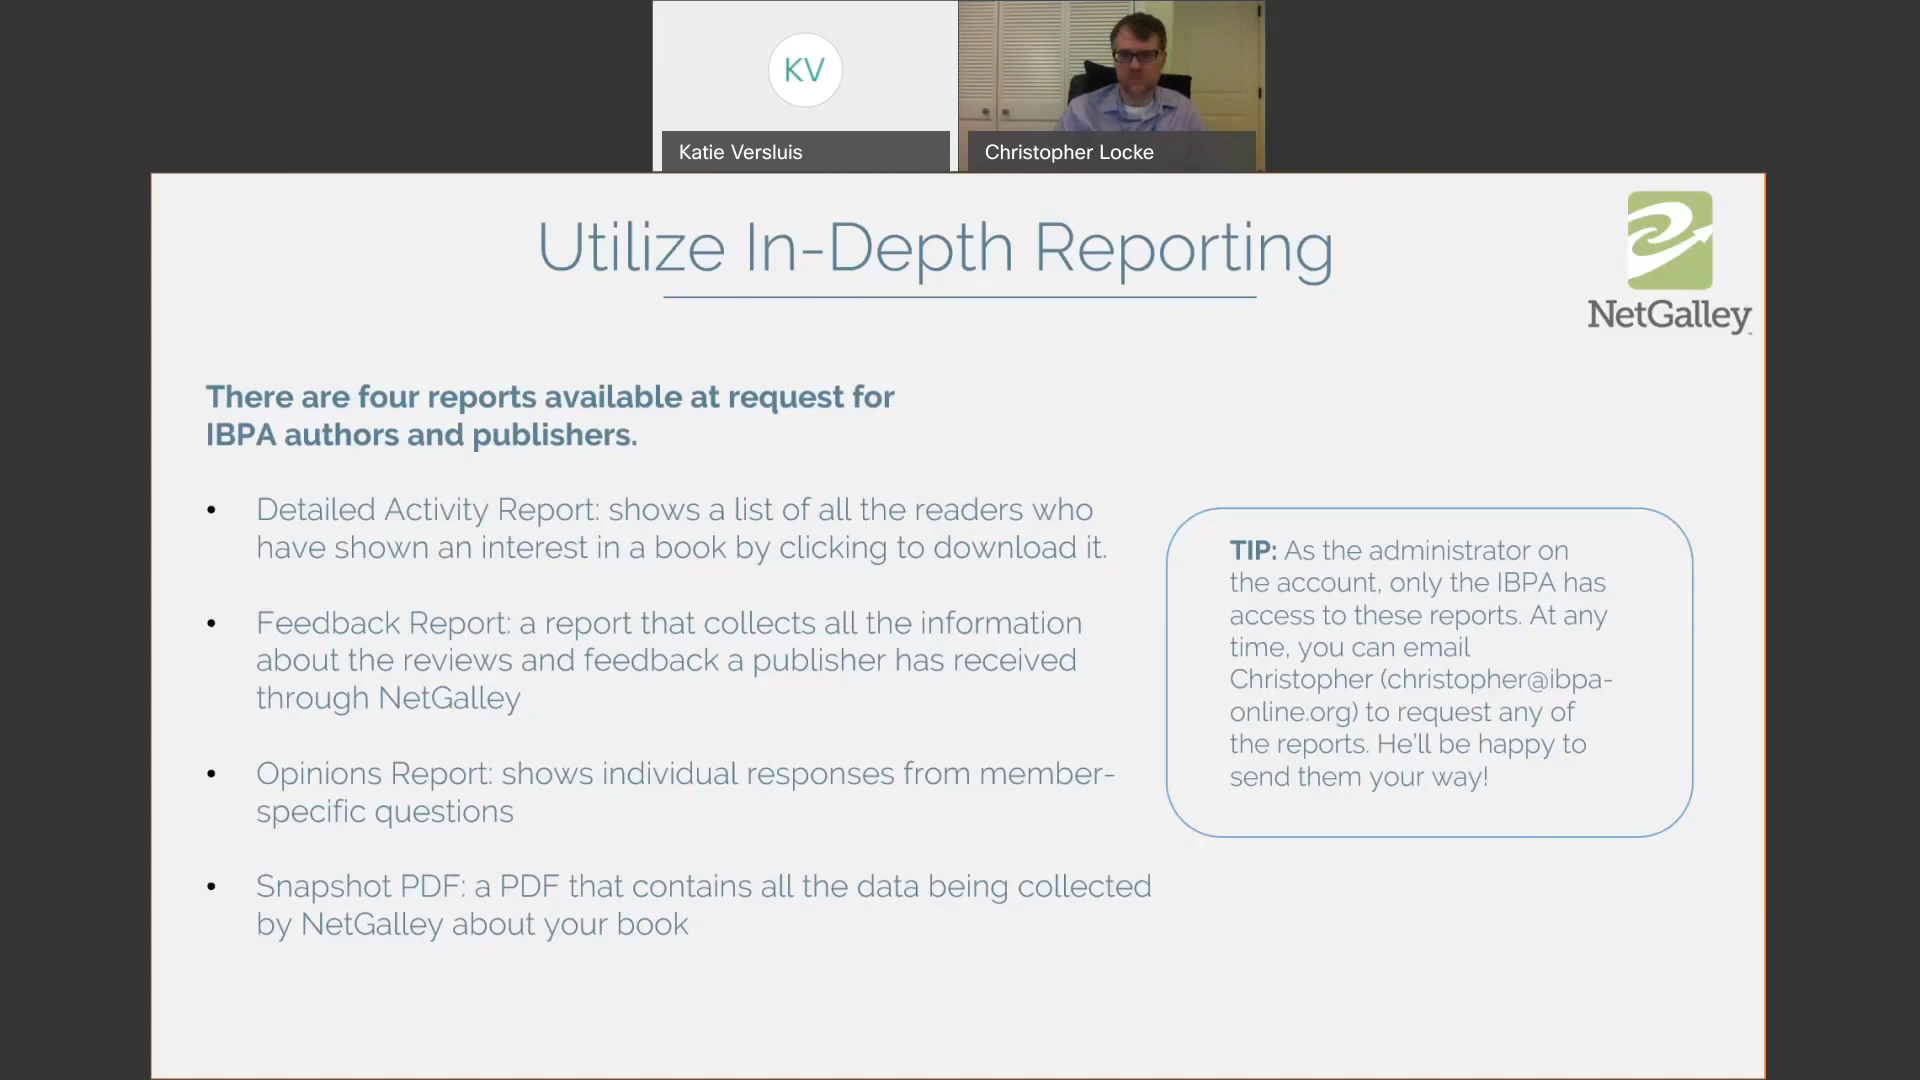 KV
Katie Versluis
Christopher Locke
Utilize In-Depth Reporting
NetGalley
There are four reports available at request for
IBPA authors and publishers.
• Detailed Activity Report: shows a list of all the readers who
have shown an interest in a book by clicking to download it.
• Feedback Report: a report that collects all the information
about the reviews and feedback a publisher has received
through NetGalley
• Opinions Report: shows individual responses from member-
specific questions
• Snapshot PDF: a PDF that contains all the data being collected
by NetGalley about your book
TIP: As the administrator on
the account, only the IBPA has
access to these reports. At any
time, you can email
Christopher (christopher@ibpa-
online.org) to request any of
the reports. He'll be happy to
send them your way!